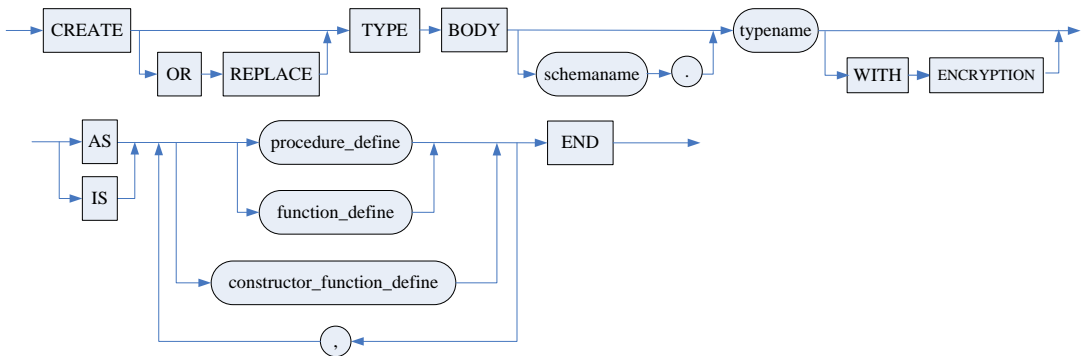 CREATE TYPE BODY typename
OR REPLACE schemaname . WITH ENCRYPTION
AS procedure_define END
IS function_define
constructor_function_define
,